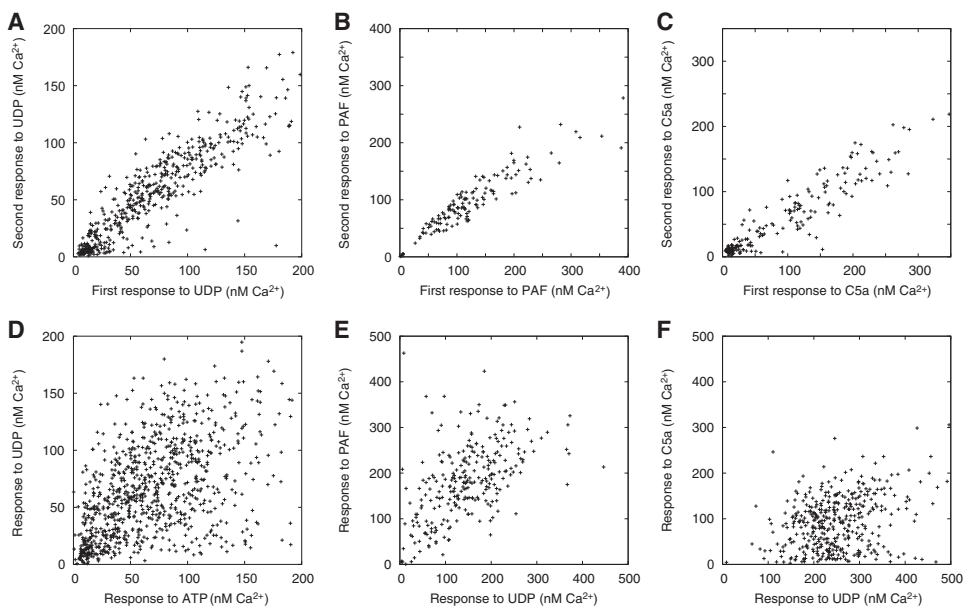 A
200
150
100
50
0
0 50 100 150 200
Second response to UDP (nM Ca²⁺)
First response to UDP (nM Ca²⁺)
B
400
300
200
100
0
0 100 200 300 400
Second response to PAF (nM Ca²⁺)
First response to PAF (nM Ca²⁺)
C
300
200
100
0
0 100 200 300
Second response to C5a (nM Ca²⁺)
First response to C5a (nM Ca²⁺)
D
200
150
100
50
0
0 50 100 150 200
Response to UDP (nM Ca²⁺)
Response to ATP (nM Ca²⁺)
E
500
400
300
200
100
0
0 100 200 300 400 500
Response to PAF (nM Ca²⁺)
Response to UDP (nM Ca²⁺)
F
500
400
300
200
100
0
0 100 200 300 400 500
Response to C5a (nM Ca²⁺)
Response to UDP (nM Ca²⁺)